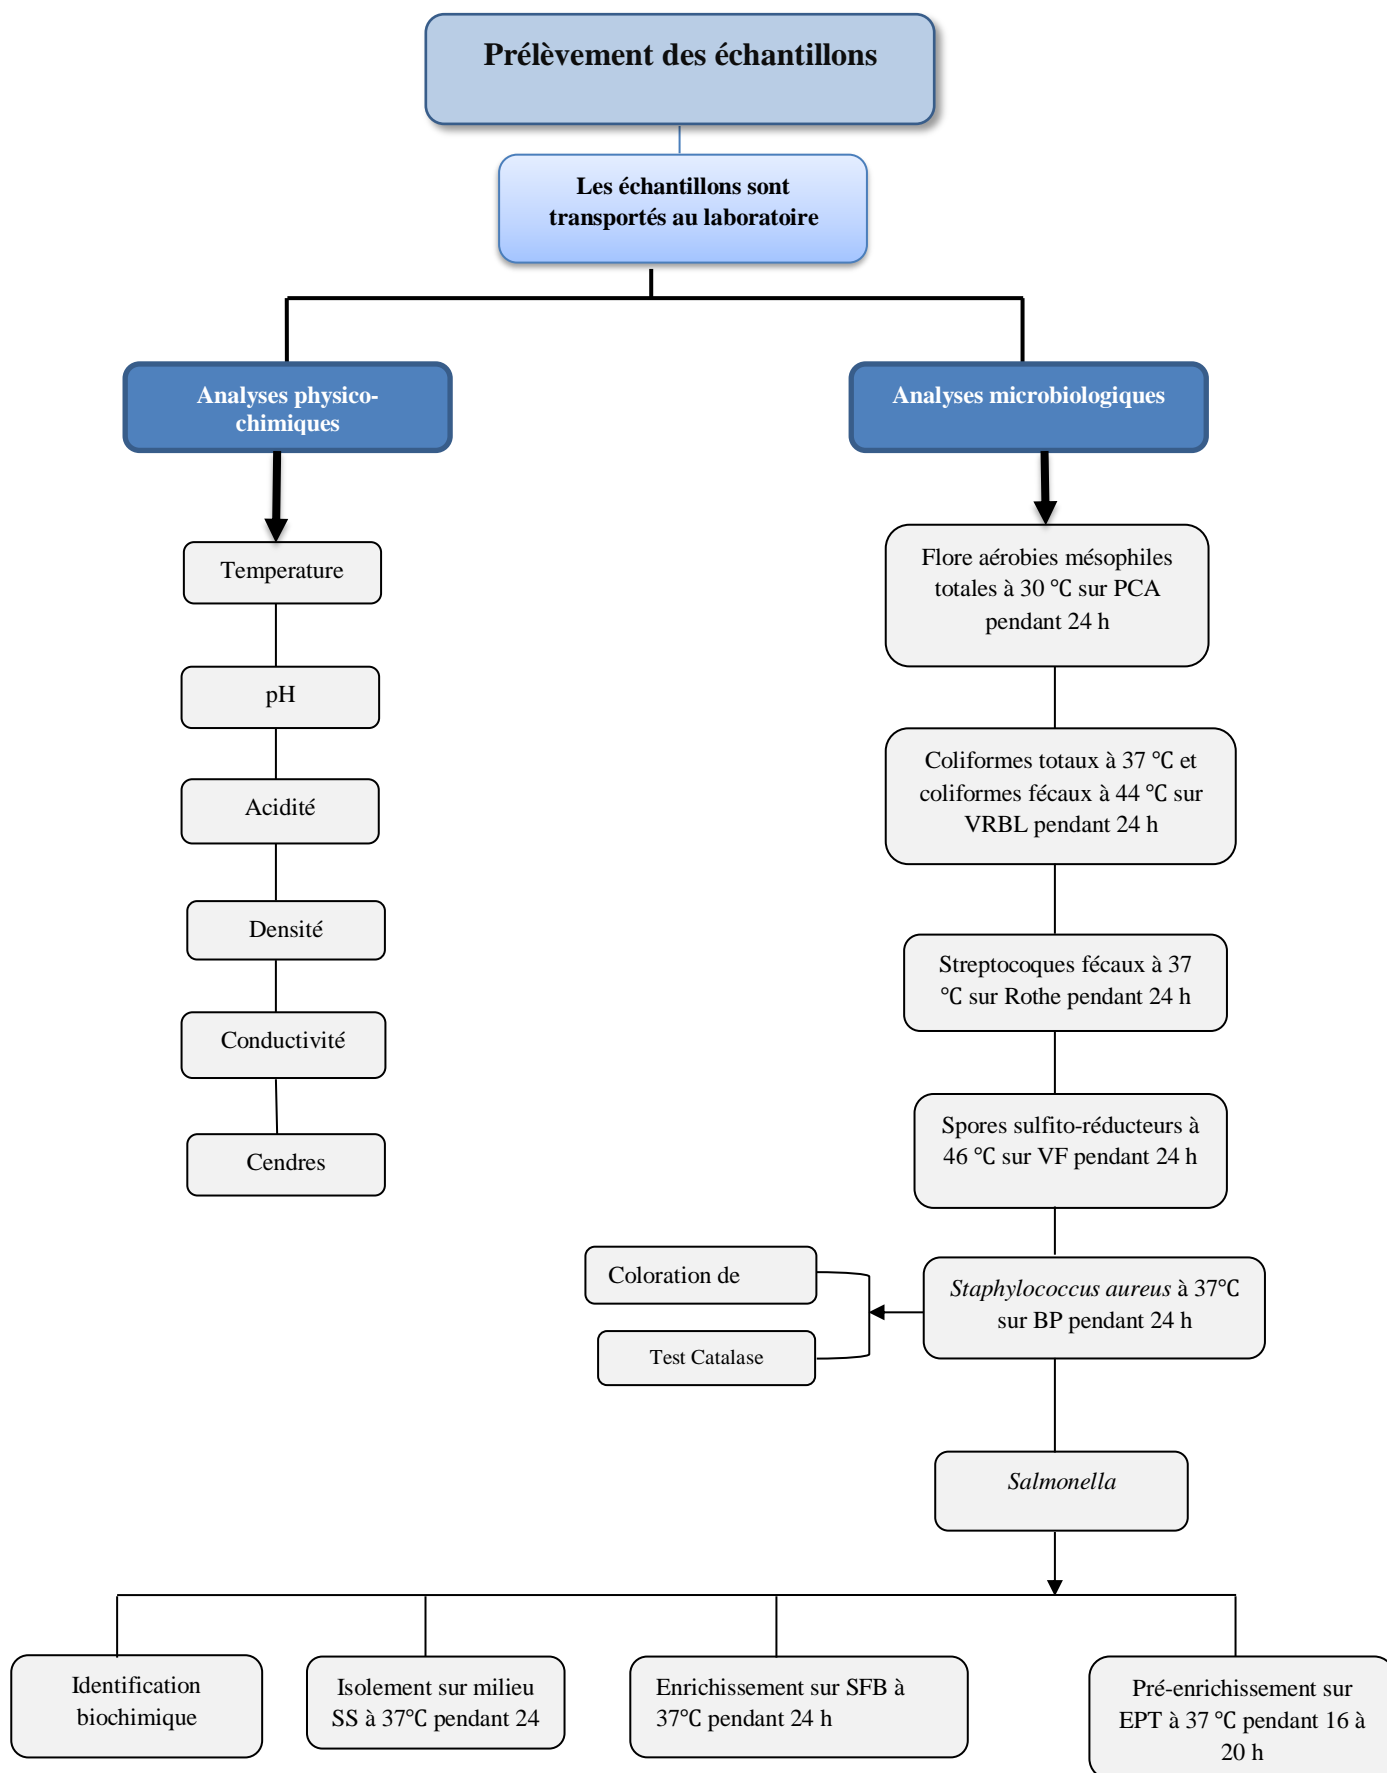 Prélèvement des échantillons
Les échantillons sont
transportés au laboratoire
Analyses physico-
chimiques
Temperature
pH
Acidité
Densité
Conductivité
Cendres
Analyses microbiologiques
Flore aérobies mésophiles
totales à 30 °C sur PCA
pendant 24 h
Coliformes totaux à 37 °C et
coliformes fécaux à 44 °C sur
VRBL pendant 24 h
Streptocoques fécaux à 37
°C sur Rothe pendant 24 h
Spores sulfito-réducteurs à
46 °C sur VF pendant 24 h
Staphylococcus aureus à 37°C
sur BP pendant 24 h
Coloration de
Test Catalase
Salmonella
Identification
biochimique
Isolement sur milieu
SS à 37°C pendant 24
Enrichissement sur SFB à
37°C pendant 24 h
Pré-enrichissement sur
EPT à 37 °C pendant 16 à
20 h